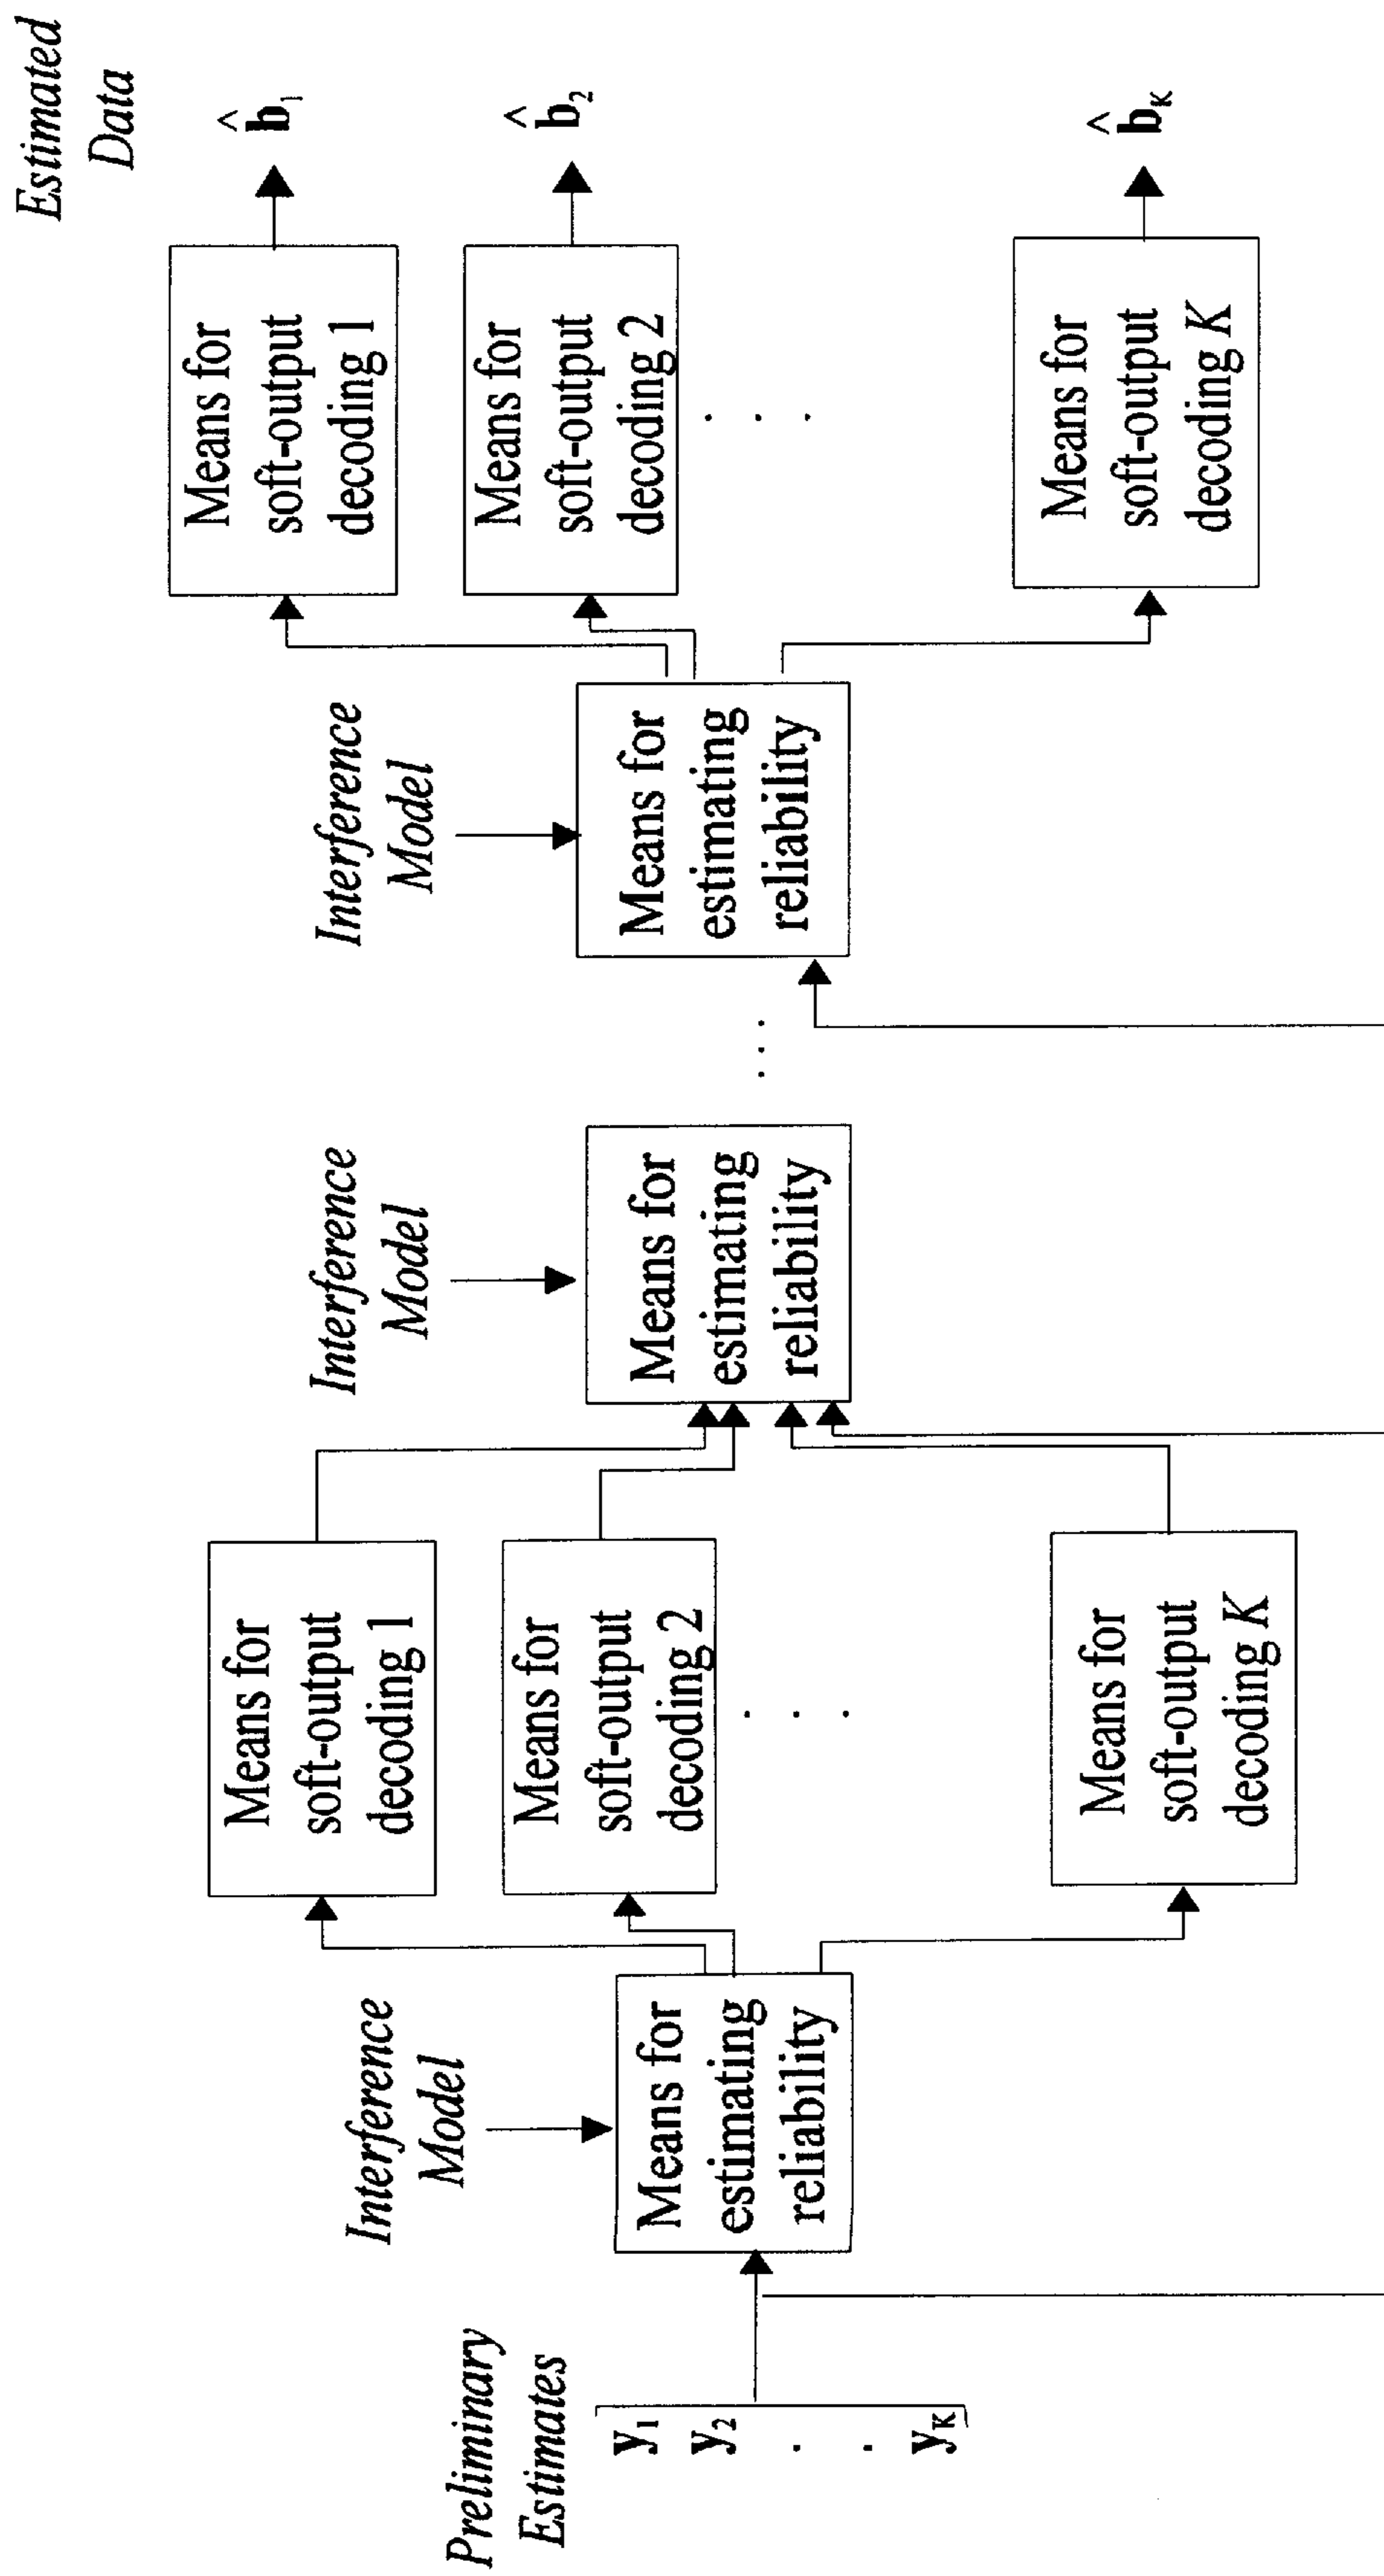 Preliminary
Estimates
y1
y2
.
.
yK
Interference
Model
Means for
estimating
reliability
Means for
soft-output
decoding 1
Means for
soft-output
decoding 2
. . .
Means for
soft-output
decoding K
Interference
Model
Means for
estimating
reliability
. . .
Interference
Model
Means for
estimating
reliability
Means for
soft-output
decoding 1
Means for
soft-output
decoding 2
. . .
Means for
soft-output
decoding K
Estimated
Data
b̂1
b̂2
b̂K